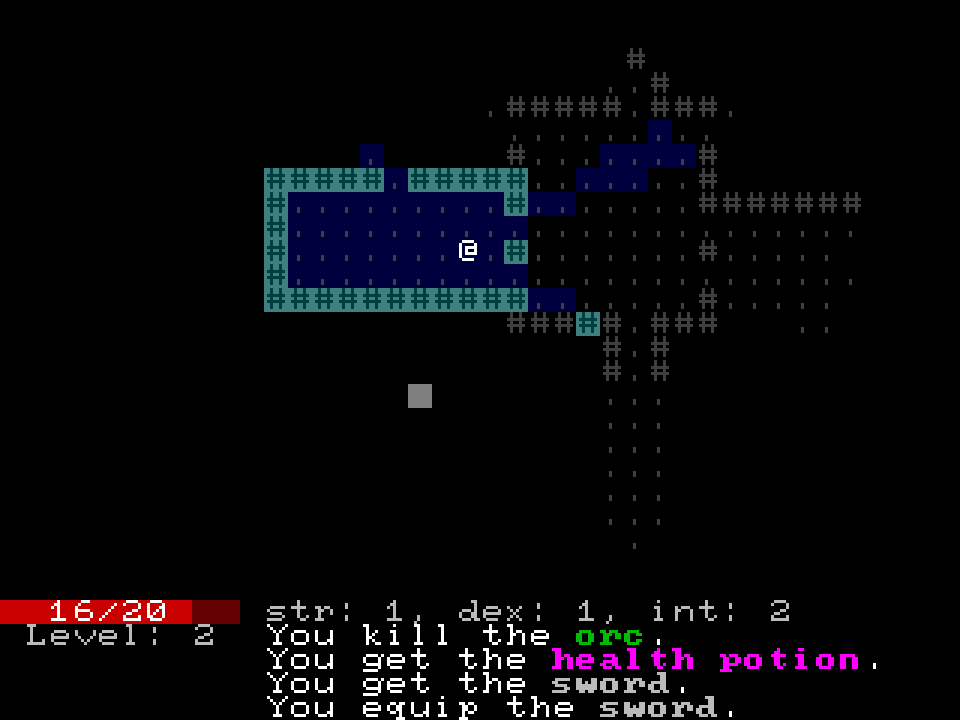 @
16/20 str: 1, dex: 1, int: 2
Level: 2 You kill the orc.
You get the health potion.
You get the sword.
You equip the sword.